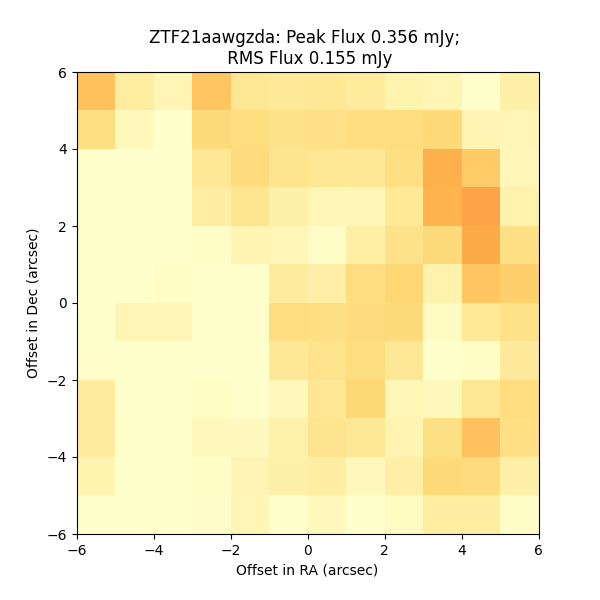 ZTF21aawgzda: Peak Flux 0.356 mJy;
RMS Flux 0.155 mJy
6
4
2
0
−2
−4
−6
Offset in Dec (arcsec)
−6 −4 −2 0 2 4 6
Offset in RA (arcsec)